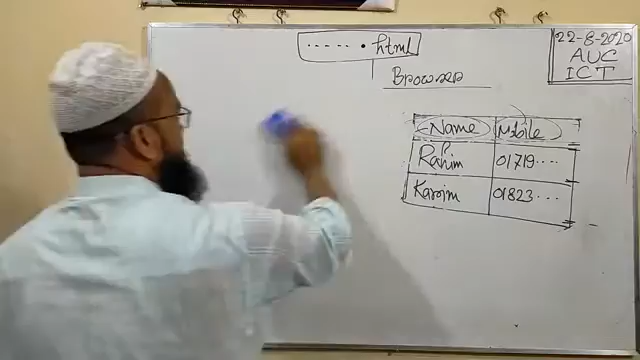 ...... .html
Browser
22-8-2020
AUC
ICT
Name Mobile
Rahim 01719....
Karim 01823...